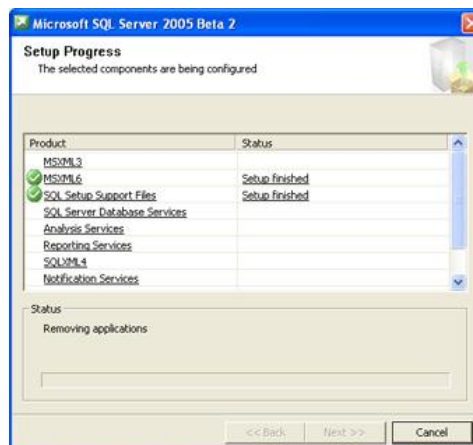 Microsoft SQL Server 2005 Beta 2
Setup Progress
The selected components are being configured
Product Status
MSXML3
MSXML6 Setup finished
SQL Setup Support Files Setup finished
SQL Server Database Services
Analysis Services
Reporting Services
SQLXML4
Notification Services
Status
Removing applications
<< Back Next >> Cancel